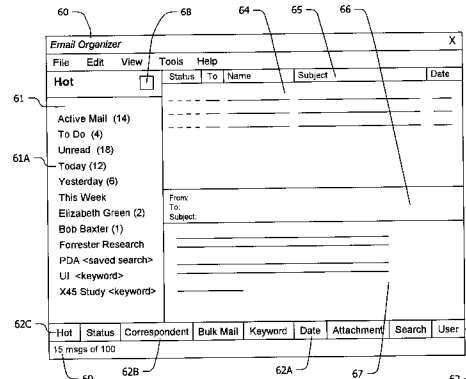 60
68
64
65
66
Email Organizer X
File Edit View Tools Help
Hot
Status To Name Subject Date
61
Active Mail (14)
To Do (4)
Unread (18)
61A
Today (12)
Yesterday (6)
This Week
Elizabeth Green (2)
Bob Baxter (1)
Forrester Research
PDA <saved search>
UI <keyword>
X45 Study <keyword>
From:
To:
Subject:
62C
Hot Status Correspondent Bulk Mail Keyword Date Attachment Search User
15 msgs of 100
69
62B
62A
67
62